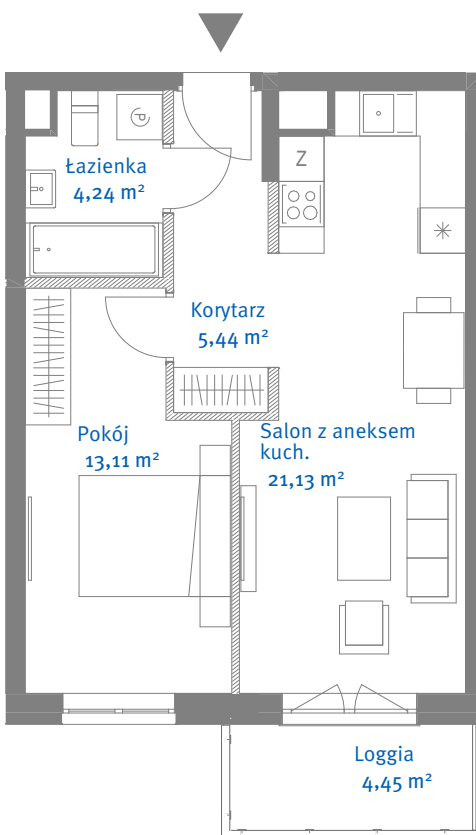 P
Łazienka
4,24 m²
Z
Korytarz
5,44 m²
Pokój
13,11 m²
Salon z aneksem
kuch.
21,13 m²
Loggia
4,45 m²